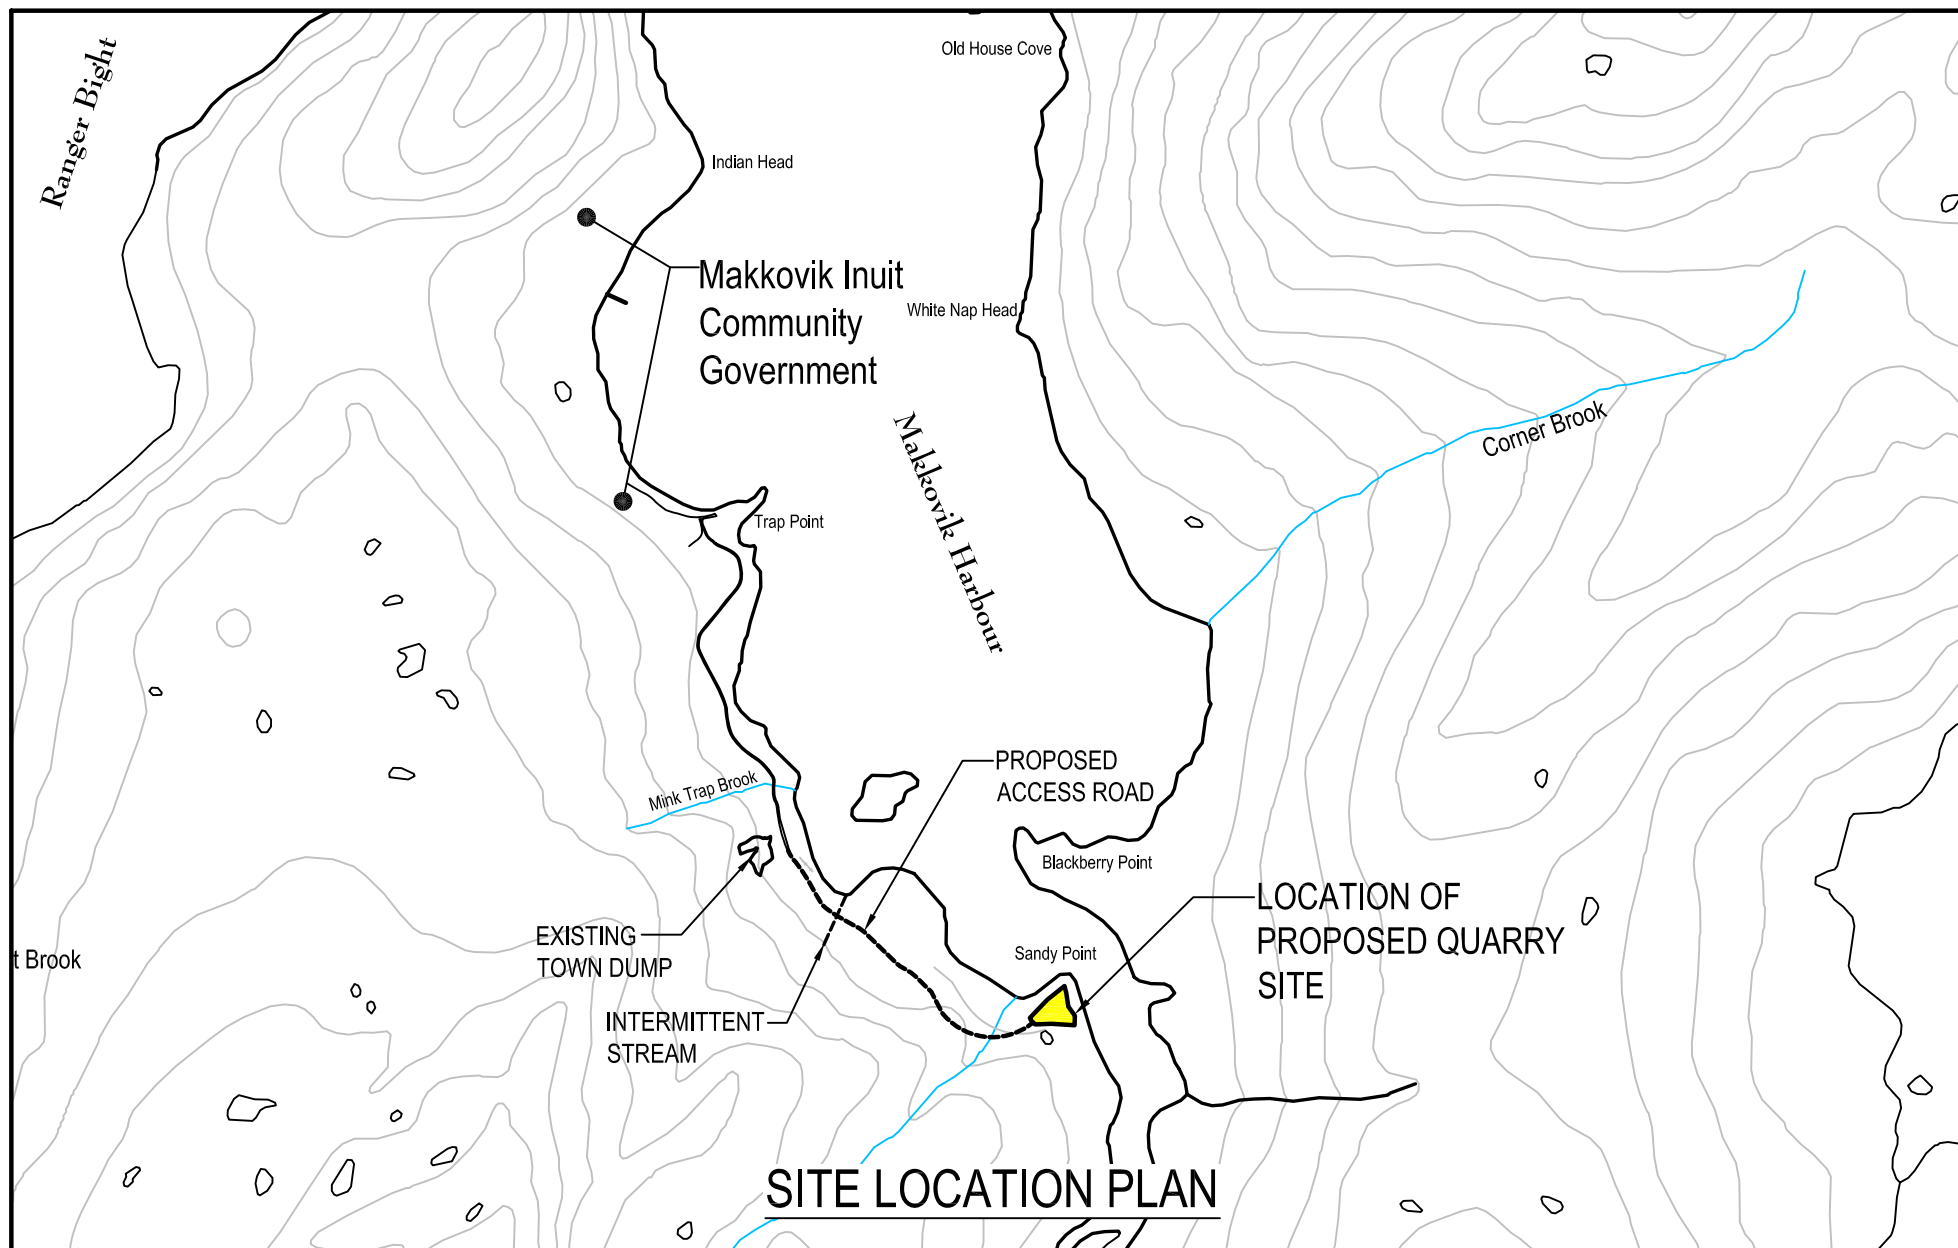 Ranger Bight
Old House Cove
Indian Head
Makkovik Inuit
Community
Government
White Nap Head
Makkovik Harbour
Corner Brook
Trap Point
PROPOSED
ACCESS ROAD
Mink Trap Brook
Blackberry Point
LOCATION OF
PROPOSED QUARRY
SITE
EXISTING
TOWN DUMP
Sandy Point
t Brook
INTERMITTENT
STREAM
SITE LOCATION PLAN